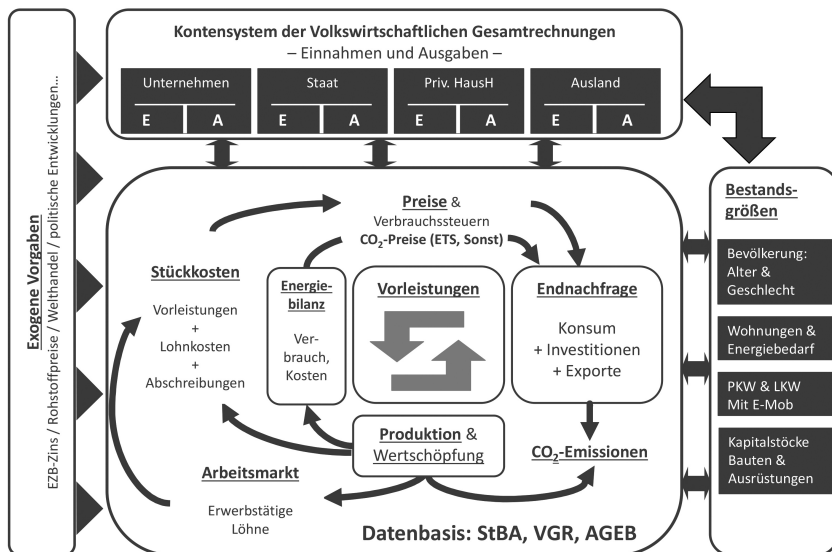 Exogene Vorgaben
EZB-Zins / Rohstoffpreise / Welthandel / politische Entwicklungen...
Kontensystem der Volkswirtschaftlichen Gesamtrechnungen
– Einnahmen und Ausgaben –
Unternehmen
E A
Staat
E A
Priv. HausH
E A
Ausland
E A
Preise &
Verbrauchssteuern
CO₂-Preise (ETS, Sonst)
Stückkosten
Vorleistungen
+
Lohnkosten
+
Abschreibungen
Energie-
bilanz
Ver-
brauch,
Kosten
Vorleistungen
Endnachfrage
Konsum
+ Investitionen
+ Exporte
Produktion &
Wertschöpfung
CO₂-Emissionen
Arbeitsmarkt
Erwerbstätige
Löhne
Datenbasis: StBA, VGR, AGEB
Bestands-
größen
Bevölkerung:
Alter &
Geschlecht
Wohnungen &
Energiebedarf
PKW & LKW
Mit E-Mob
Kapitalstöcke
Bauten &
Ausrüstungen